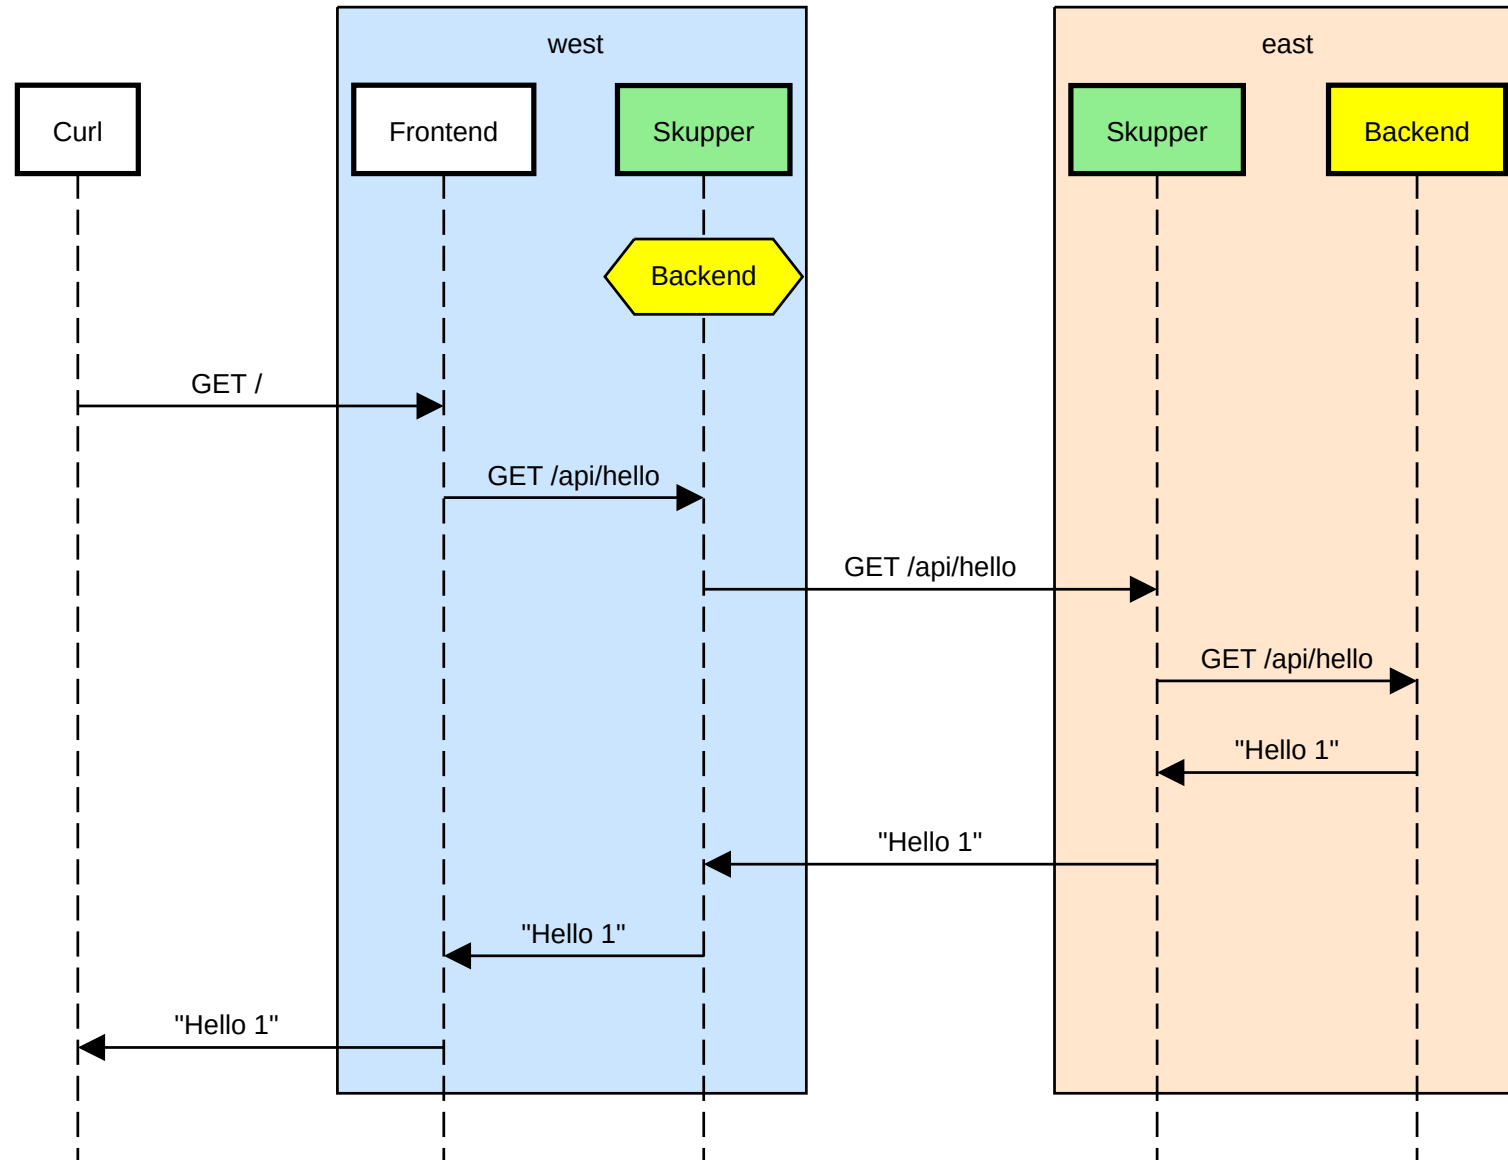 west
east
Curl
Frontend
Skupper
Skupper
Backend
Backend
GET /
GET /api/hello
GET /api/hello
GET /api/hello
"Hello 1"
"Hello 1"
"Hello 1"
"Hello 1"